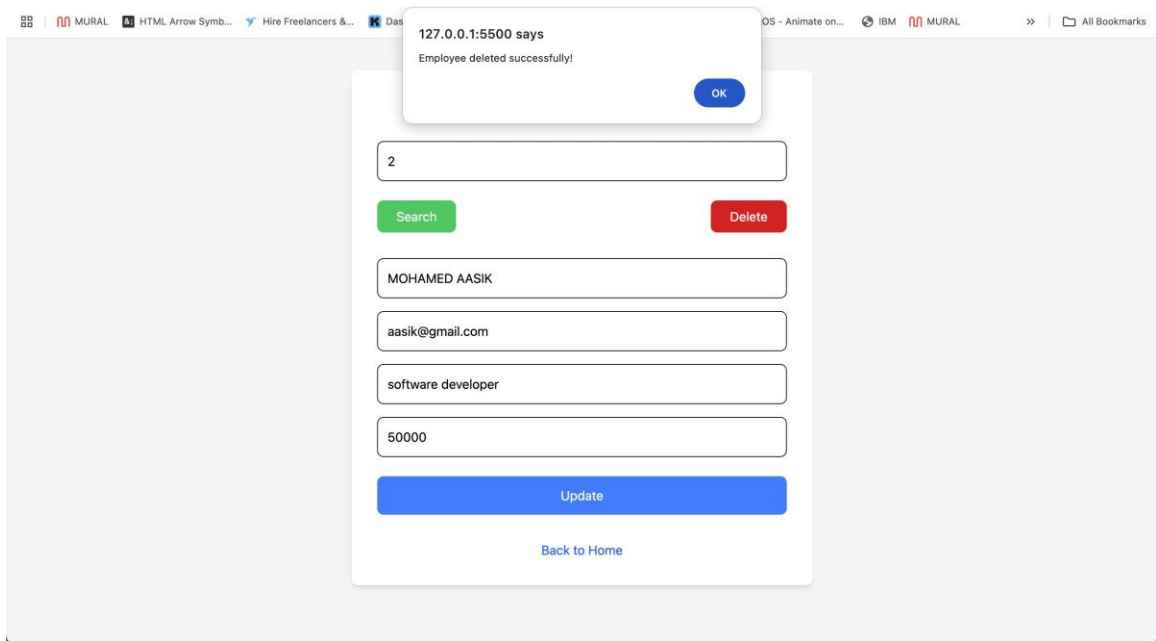 MURAL &; HTML Arrow Symb... Hire Freelancers &... K Das OS - Animate on... IBM MURAL » All Bookmarks
127.0.0.1:5500 says
Employee deleted successfully!
OK
2
Search Delete
MOHAMED AASIK
aasik@gmail.com
software developer
50000
Update
Back to Home